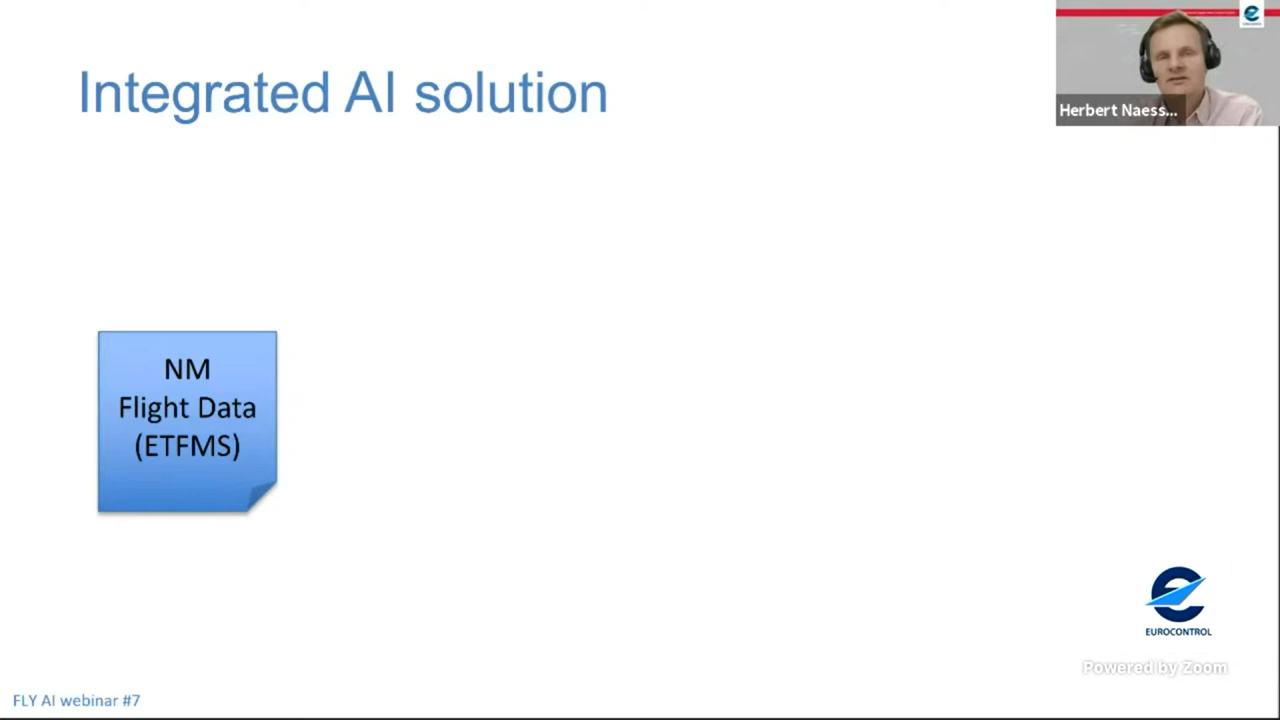 Integrated AI solution
Herbert Naess...
NM
Flight Data
(ETFMS)
EUROCONTROL
Powered by Zoom
FLY AI webinar #7